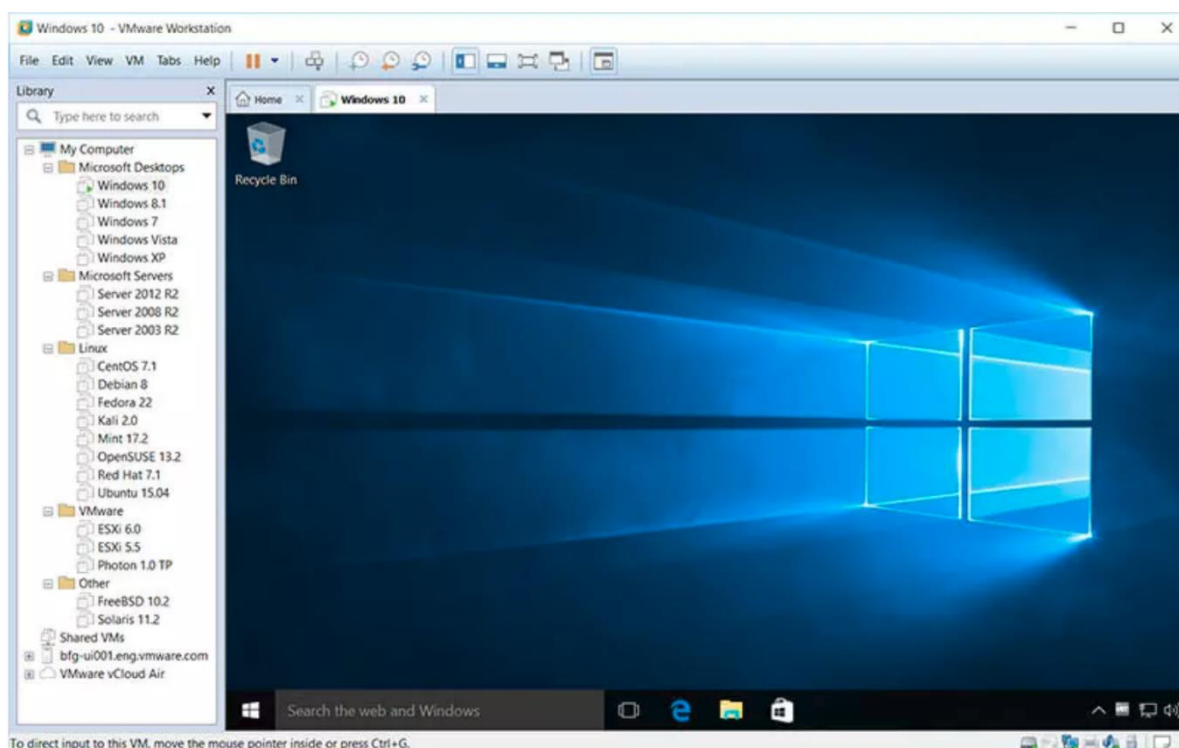 Windows 10 - VMware Workstation
File Edit View VM Tabs Help
Library
Type here to search
Home
Windows 10
My Computer
Microsoft Desktops
Windows 10
Windows 8.1
Windows 7
Windows Vista
Windows XP
Microsoft Servers
Server 2012 R2
Server 2008 R2
Server 2003 R2
Linux
CentOS 7.1
Debian 8
Fedora 22
Kali 2.0
Mint 17.2
OpenSUSE 13.2
Red Hat 7.1
Ubuntu 15.04
VMware
ESXi 6.0
ESXi 5.5
Photon 1.0 TP
Other
FreeBSD 10.2
Solaris 11.2
Shared VMs
bfg-ui001.eng.vmware.com
VMware vCloud Air
Recycle Bin
Search the web and Windows
To direct input to this VM, move the mouse pointer inside or press Ctrl+G.